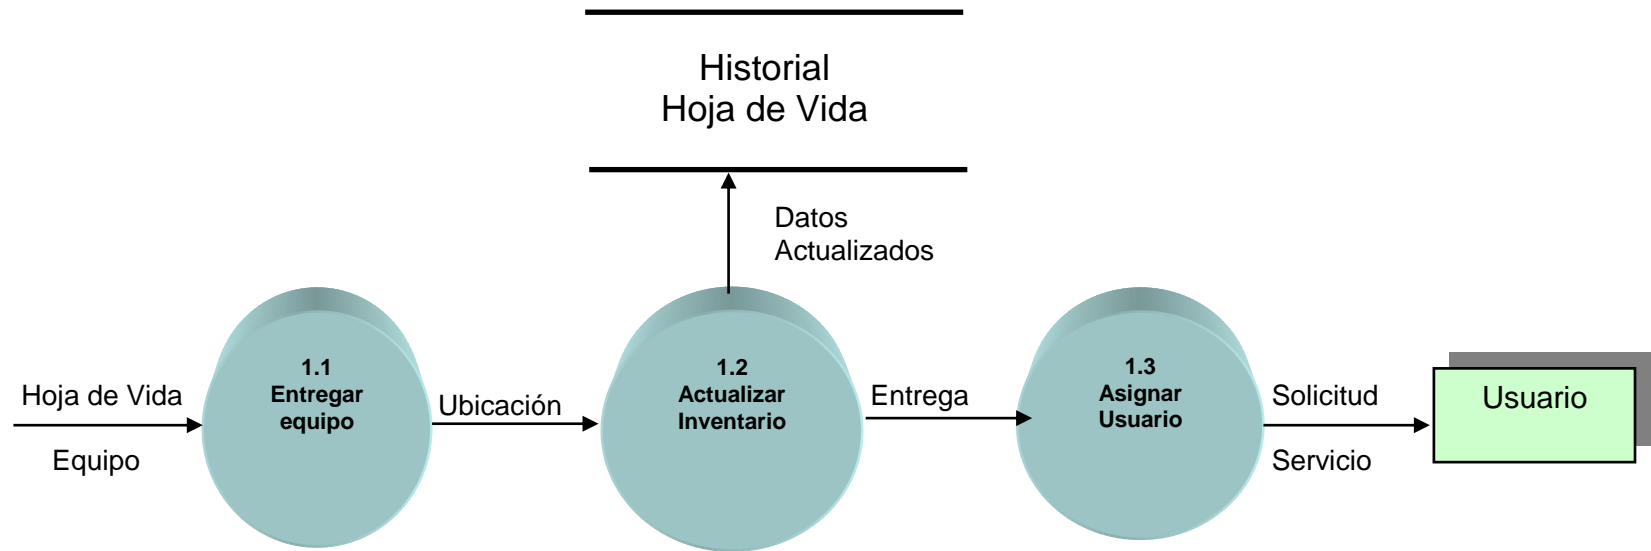 Historial
Hoja de Vida
Datos
Actualizados
Hoja de Vida
Equipo
1.1
Entregar
equipo
Ubicación
1.2
Actualizar
Inventario
Entrega
1.3
Asignar
Usuario
Solicitud
Servicio
Usuario